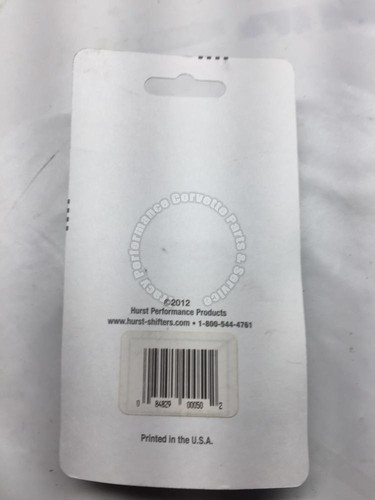 Tracy Performance Corvette Parts & Service
©2012
Hurst Performance Products
www.hurst-shifters.com • 1-800-544-4761
0 84829 00050 2
Printed in the U.S.A.